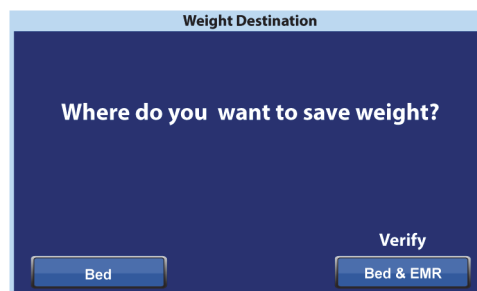 Weight Destination
Where do you want to save weight?
Verify
Bed
Bed & EMR